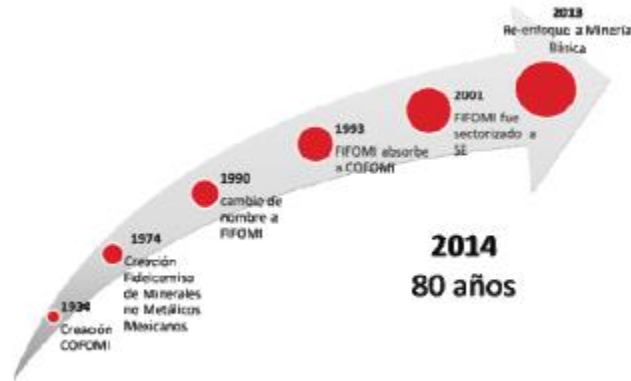 1934
Creación
COFOMI
1974
Creación
Fideicomiso
de Minerales
no Metálicos
Mexicanos.
1990
cambio de
nombre a
FIFOMI
1993
FIFOMI absorbe
a COFOMI
2001
FIFOMI fue
sectorizado a
SE
2013
Re-enfoque a Minería
Básica
2014
80 años